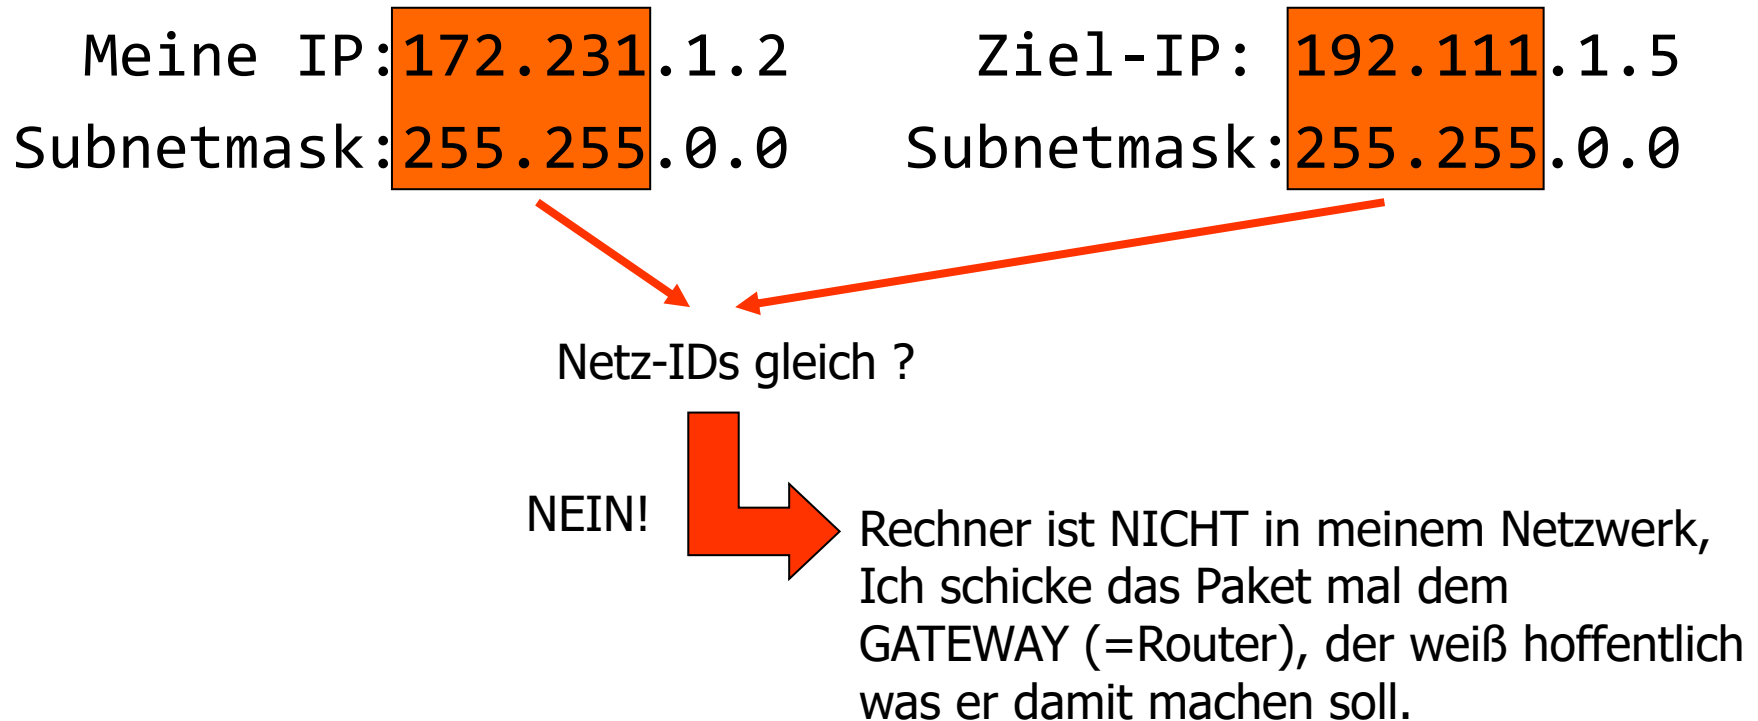 Meine IP:172.231.1.2
Subnetmask:255.255.0.0
Ziel-IP: 192.111.1.5
Subnetmask:255.255.0.0
Netz-IDs gleich ?
NEIN!
Rechner ist NICHT in meinem Netzwerk,
Ich schicke das Paket mal dem
GATEWAY (=Router), der weiß hoffentlich
was er damit machen soll.